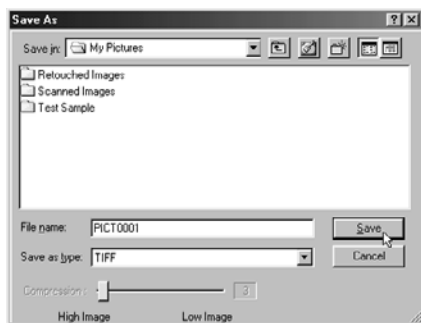 Save As
Save in: My Pictures
Retouched Images
Scanned Images
Test Sample
File name: PICT0001 Save
Save as type: TIFF Cancel
Compression: 3
High Image Low Image